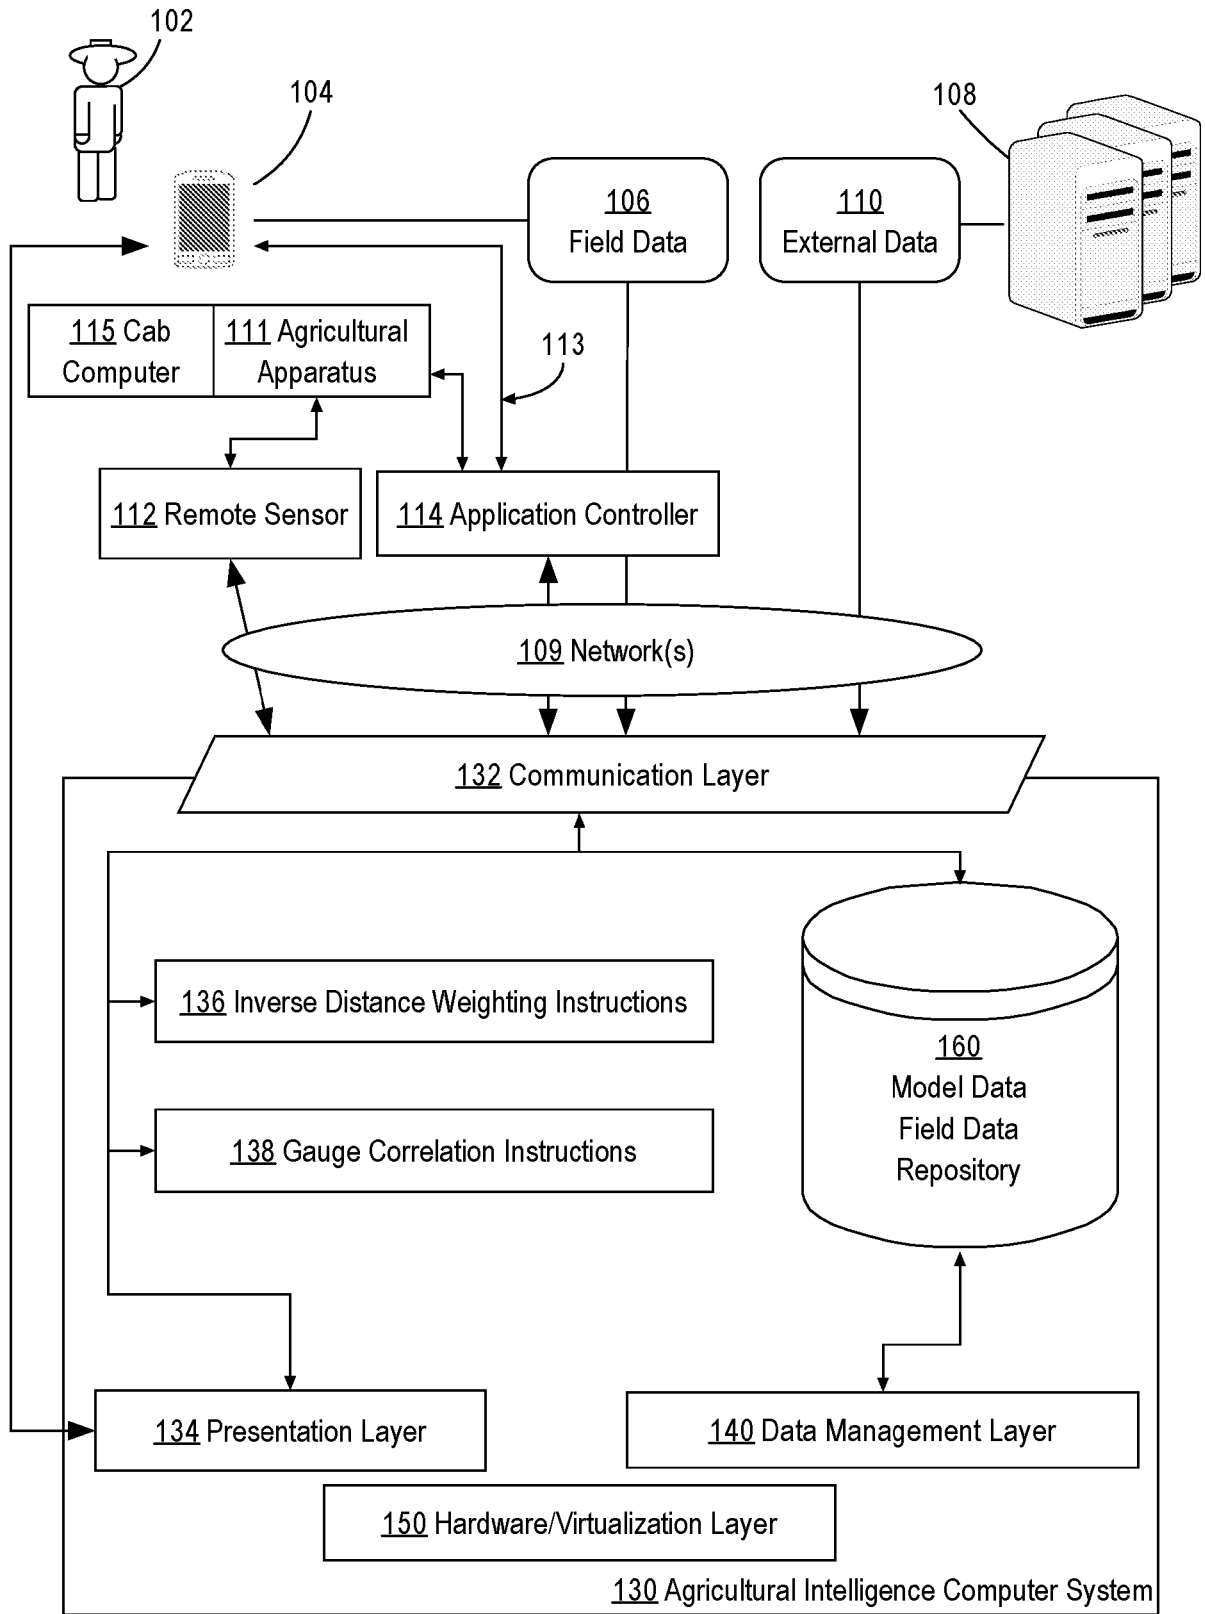 102
104
108
106
Field Data
110
External Data
115 Cab
Computer
111 Agricultural
Apparatus
113
112 Remote Sensor
114 Application Controller
109 Network(s)
132 Communication Layer
136 Inverse Distance Weighting Instructions
160
Model Data
Field Data
Repository
138 Gauge Correlation Instructions
134 Presentation Layer
140 Data Management Layer
150 Hardware/Virtualization Layer
130 Agricultural Intelligence Computer System